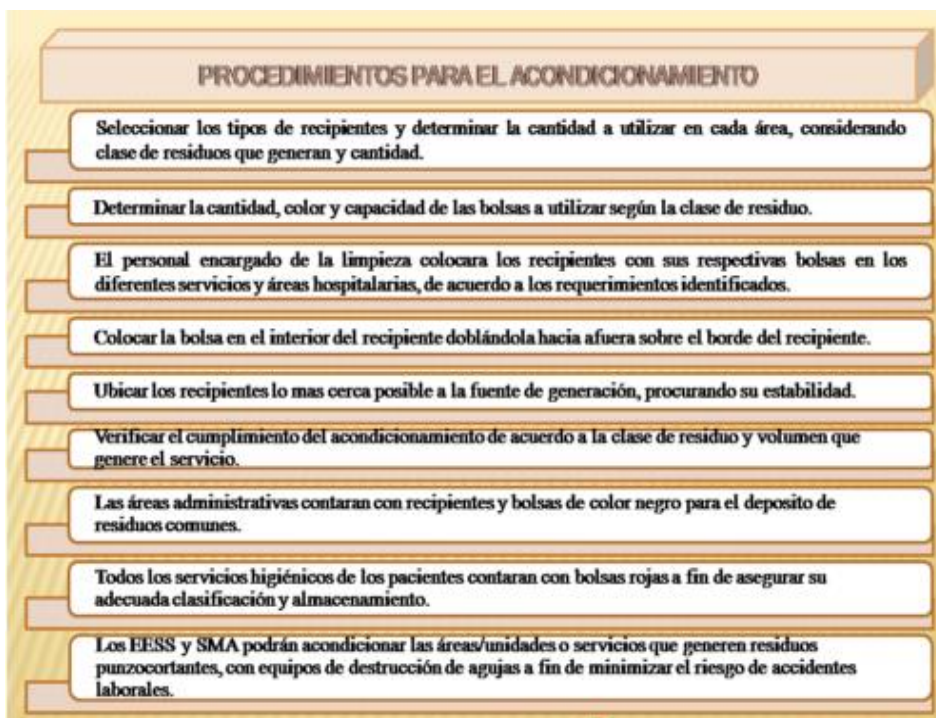 PROCEDIMIENTOS PARA EL ACONDICIONAMIENTO
Seleccionar los tipos de recipientes y determinar la cantidad a utilizar en cada área, considerando
clase de residuos que generan y cantidad.
Determinar la cantidad, color y capacidad de las bolsas a utilizar según la clase de residuo.
El personal encargado de la limpieza colocara los recipientes con sus respectivas bolsas en los
diferentes servicios y áreas hospitalarias, de acuerdo a los requerimientos identificados.
Colocar la bolsa en el interior del recipiente doblándola hacia afuera sobre el borde del recipiente.
Ubicar los recipientes lo mas cerca posible a la fuente de generación, procurando su estabilidad.
Verificar el cumplimiento del acondicionamiento de acuerdo a la clase de residuo y volumen que
genere el servicio.
Las áreas administrativas contaran con recipientes y bolsas de color negro para el deposito de
residuos comunes.
Todos los servicios higiénicos de los pacientes contaran con bolsas rojas a fin de asegurar su
adecuada clasificación y almacenamiento.
Los EESS y SMA podrán acondicionar las áreas/unidades o servicios que generen residuos
punzocortantes, con equipos de destrucción de agujas a fin de minimizar el riesgo de accidentes
laborales.